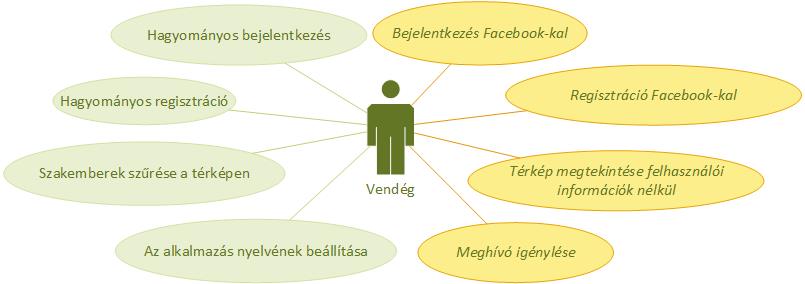 Hagyományos bejelentkezés
Bejelentkezés Facebook-kal
Hagyományos regisztráció
Regisztráció Facebook-kal
Szakemberek szűrése a térképen
Térkép megtekintése felhasználói
információk nélkül
Vendég
Az alkalmazás nyelvének beállítása
Meghívó igénylése